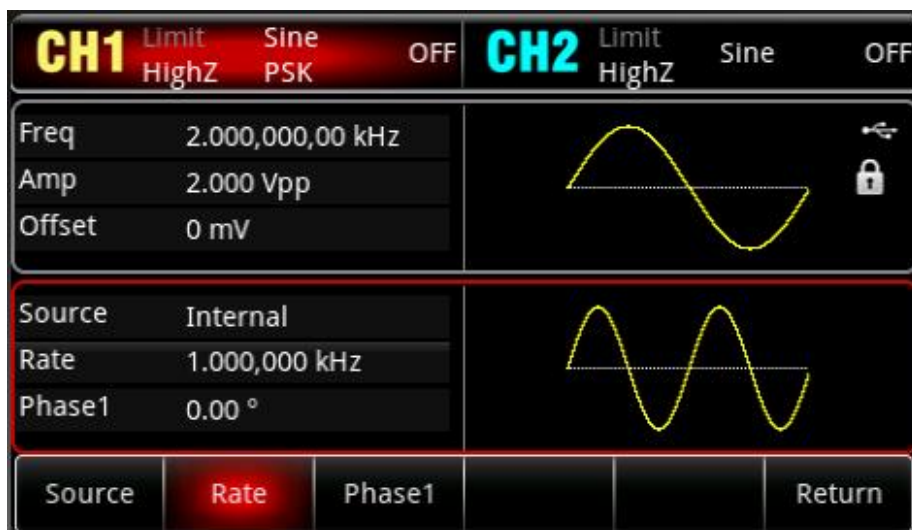 CH1 Limit Sine OFF
HighZ PSK
CH2 Limit Sine OFF
HighZ
Freq 2.000,000,00 kHz
Amp 2.000 Vpp
Offset 0 mV
Source Internal
Rate 1.000,000 kHz
Phase1 0.00 °
Source Rate Phase1 Return